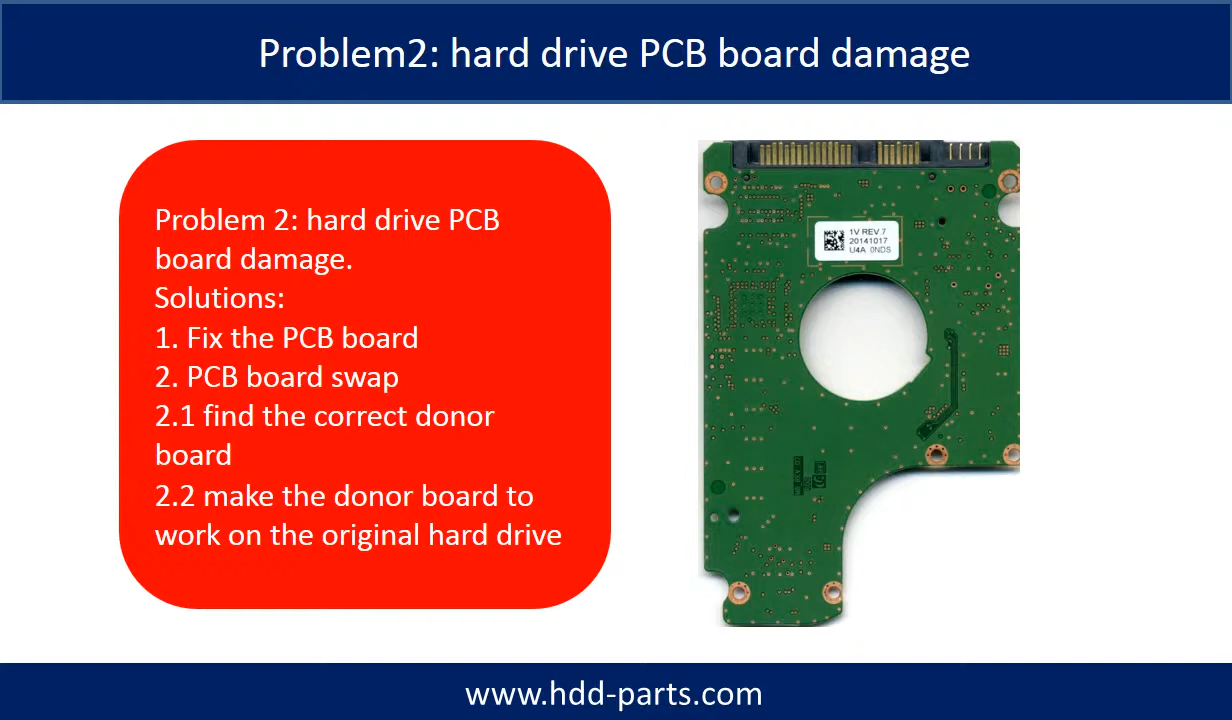 Problem2: hard drive PCB board damage
Problem 2: hard drive PCB
board damage.
Solutions:
1. Fix the PCB board
2. PCB board swap
2.1 find the correct donor
board
2.2 make the donor board to
work on the original hard drive
1V REV.7
20141017
U4A 0NDS
www.hdd-parts.com